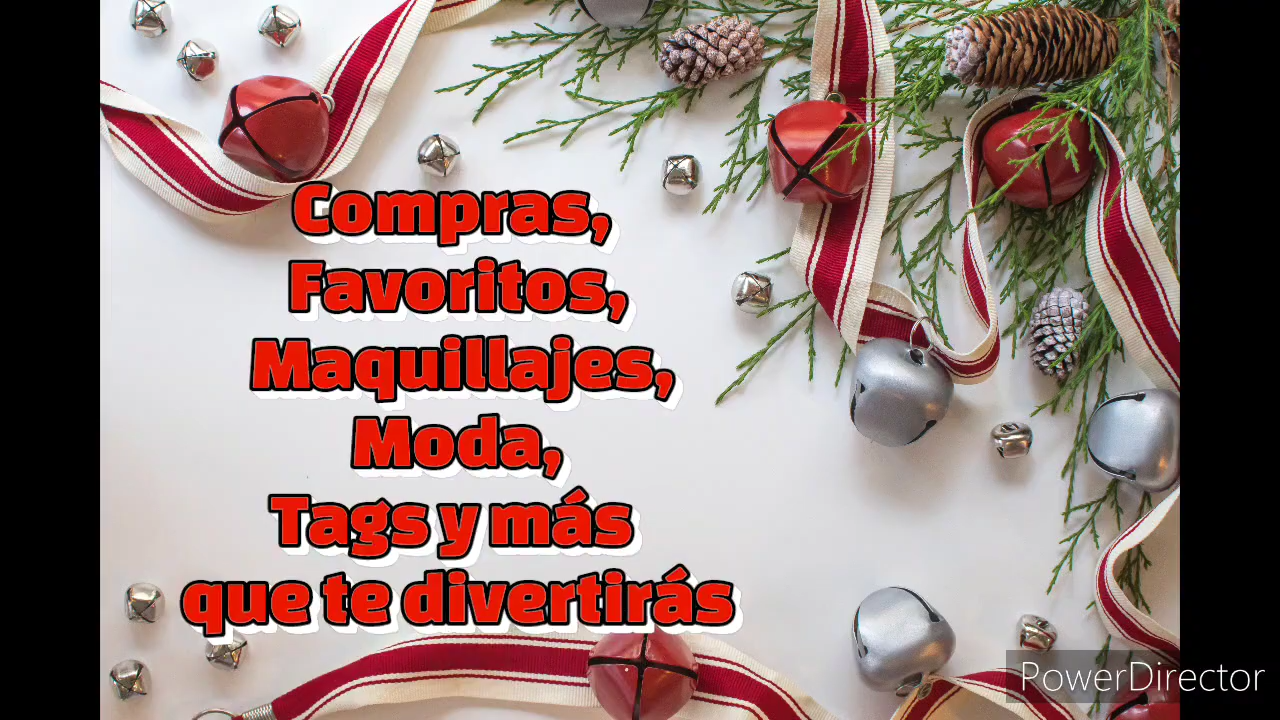 Compras,
Favoritos,
Maquillajes,
Moda,
Tags y más
que te divertirás
PowerDirector